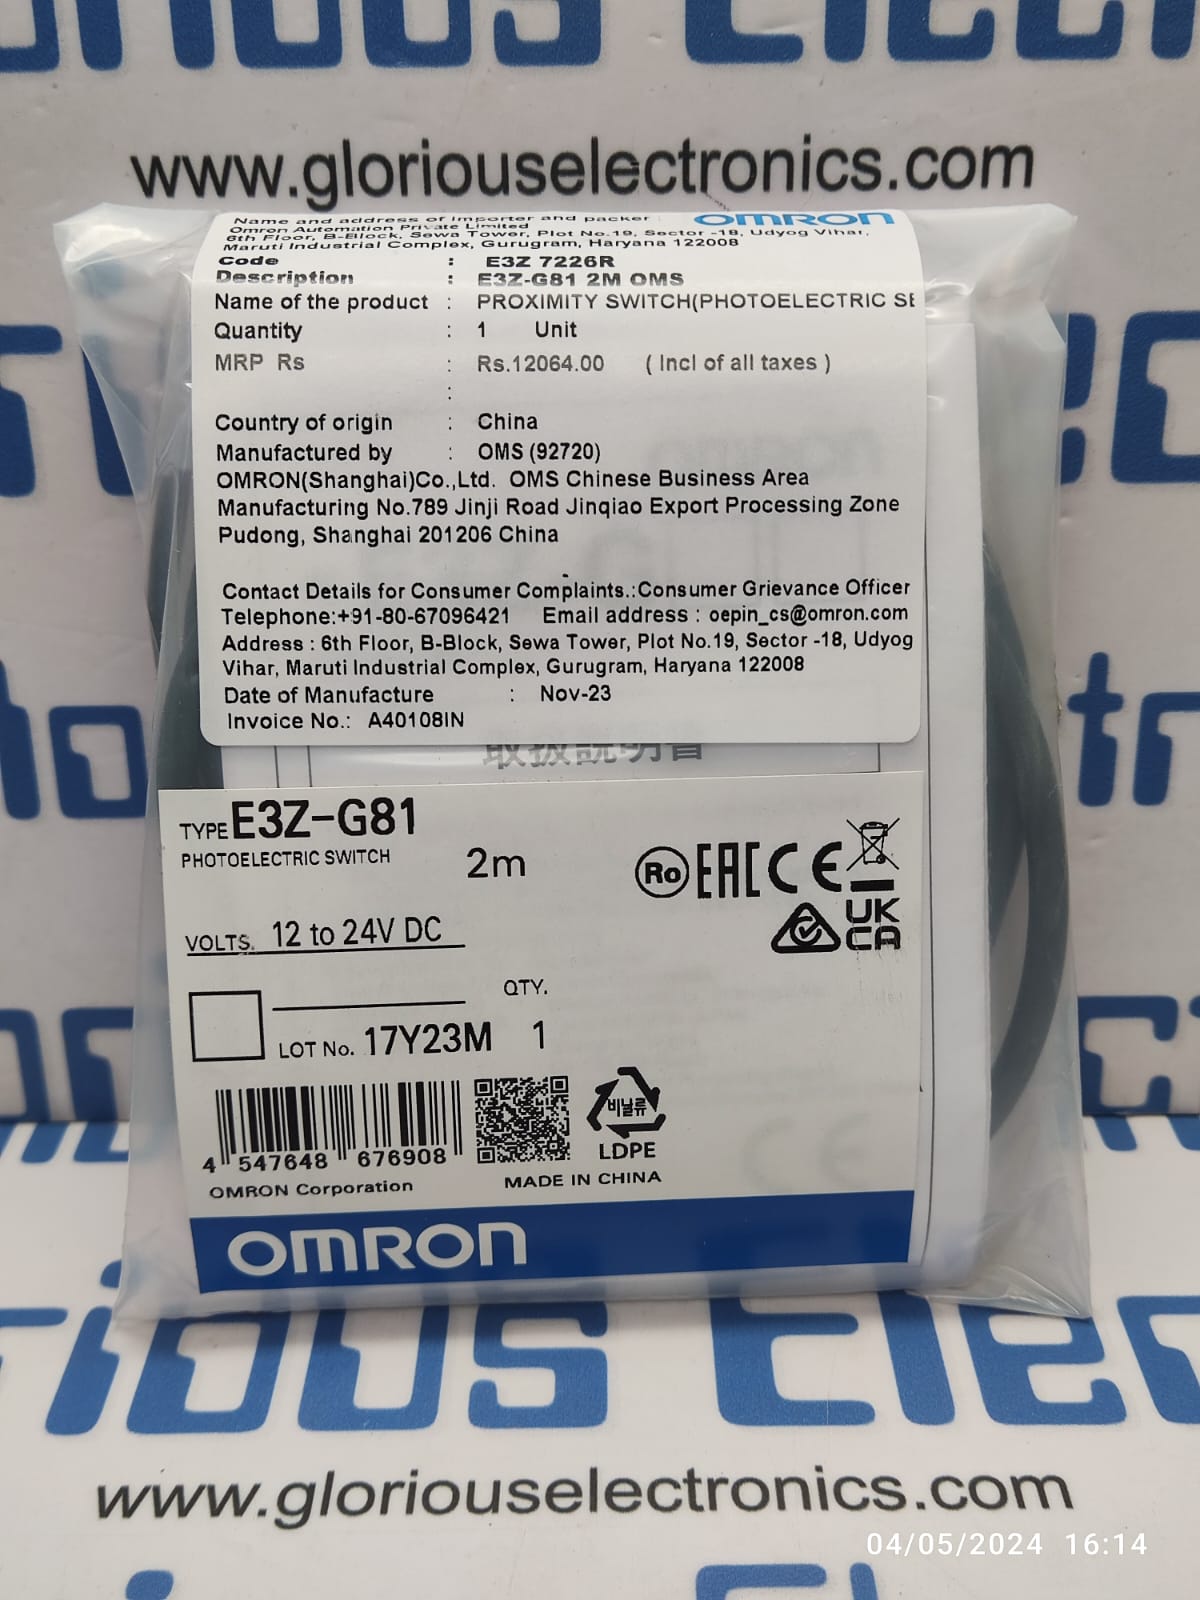 www.gloriouselectronics.com
Name and address of Importer and packer : OMRON
Omron Automation Private Limited
6th Floor, B-Block, Sewa Tower, Plot No.19, Sector -18, Udyog Vihar,
Maruti Industrial Complex, Gurugram, Haryana 122008
Code : E3Z 7226R
Description : E3Z-G81 2M OMS
Name of the product : PROXIMITY SWITCH(PHOTOELECTRIC SE
Quantity : 1 Unit
MRP Rs : Rs.12064.00 ( Incl of all taxes )
:
Country of origin : China
Manufactured by : OMS (92720)
OMRON(Shanghai)Co.,Ltd. OMS Chinese Business Area
Manufacturing No.789 Jinji Road Jinqiao Export Processing Zone
Pudong, Shanghai 201206 China
Contact Details for Consumer Complaints.:Consumer Grievance Officer
Telephone:+91-80-67096421 Email address : oepin_cs@omron.com
Address : 6th Floor, B-Block, Sewa Tower, Plot No.19, Sector -18, Udyog
Vihar, Maruti Industrial Complex, Gurugram, Haryana 122008
Date of Manufacture : Nov-23
Invoice No.: A40108IN
取扱説明書
TYPE E3Z-G81
PHOTOELECTRIC SWITCH 2m
Ro EAC CE
UK
CA
VOLTS. 12 to 24V DC
QTY.
LOT No. 17Y23M 1
비닐류
LDPE
4 547648 676908
OMRON Corporation MADE IN CHINA
OMRON
rious Elec
www.gloriouselectronics.com
04/05/2024 16:14